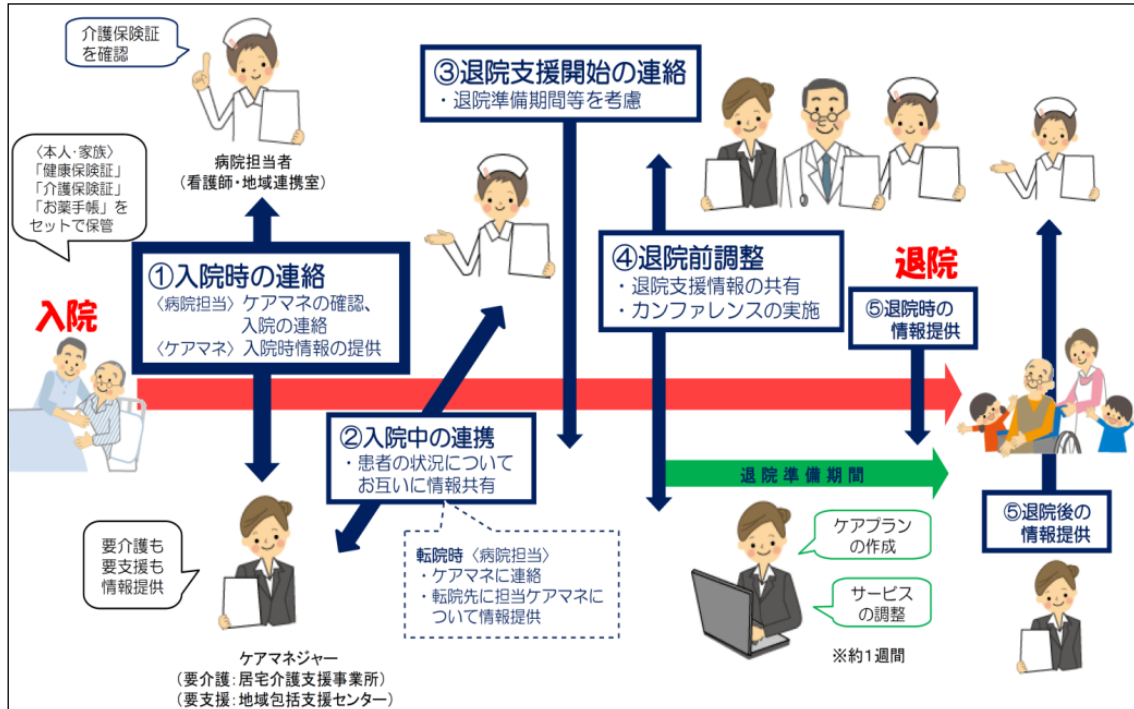 介護保険証
を確認
〈本人・家族〉
「健康保険証」
「介護保険証」
「お薬手帳」を
セットで保管
病院担当者
(看護師・地域連携室)
入院
①入院時の連絡
〈病院担当〉ケアマネの確認、
入院の連絡
〈ケアマネ〉入院時情報の提供
②入院中の連携
・患者の状況について
お互いに情報共有
転院時〈病院担当〉
・ケアマネに連絡
・転院先に担当ケアマネに
ついて情報提供
要介護も
要支援も
情報提供
ケアマネジャー
(要介護:居宅介護支援事業所)
(要支援:地域包括支援センター)
③退院支援開始の連絡
・退院準備期間等を考慮
④退院前調整
・退院支援情報の共有
・カンファレンスの実施
退院
⑤退院時の
情報提供
退院準備期間
ケアプラン
の作成
サービス
の調整
※約1週間
⑤退院後の
情報提供